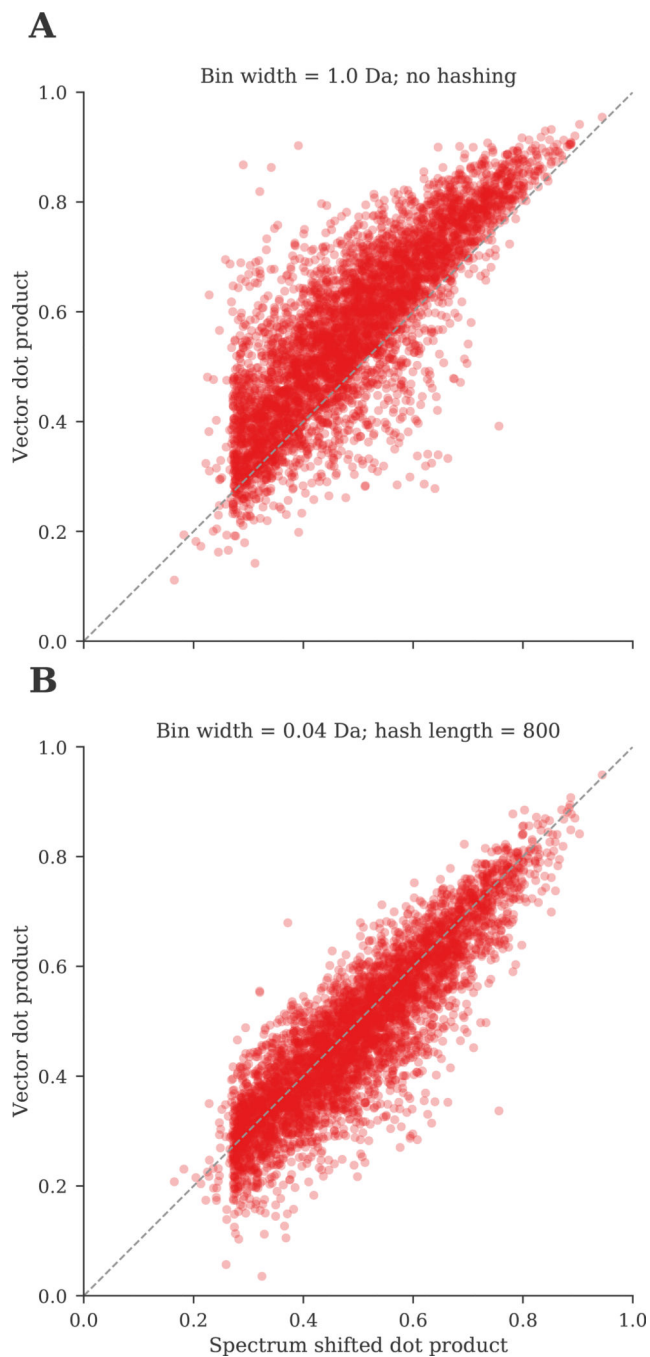 A
Bin width = 1.0 Da; no hashing
1.0
0.8
0.6
0.4
0.2
0.0
Vector dot product
B
Bin width = 0.04 Da; hash length = 800
1.0
0.8
0.6
0.4
0.2
0.0
Vector dot product
0.0 0.2 0.4 0.6 0.8 1.0
Spectrum shifted dot product